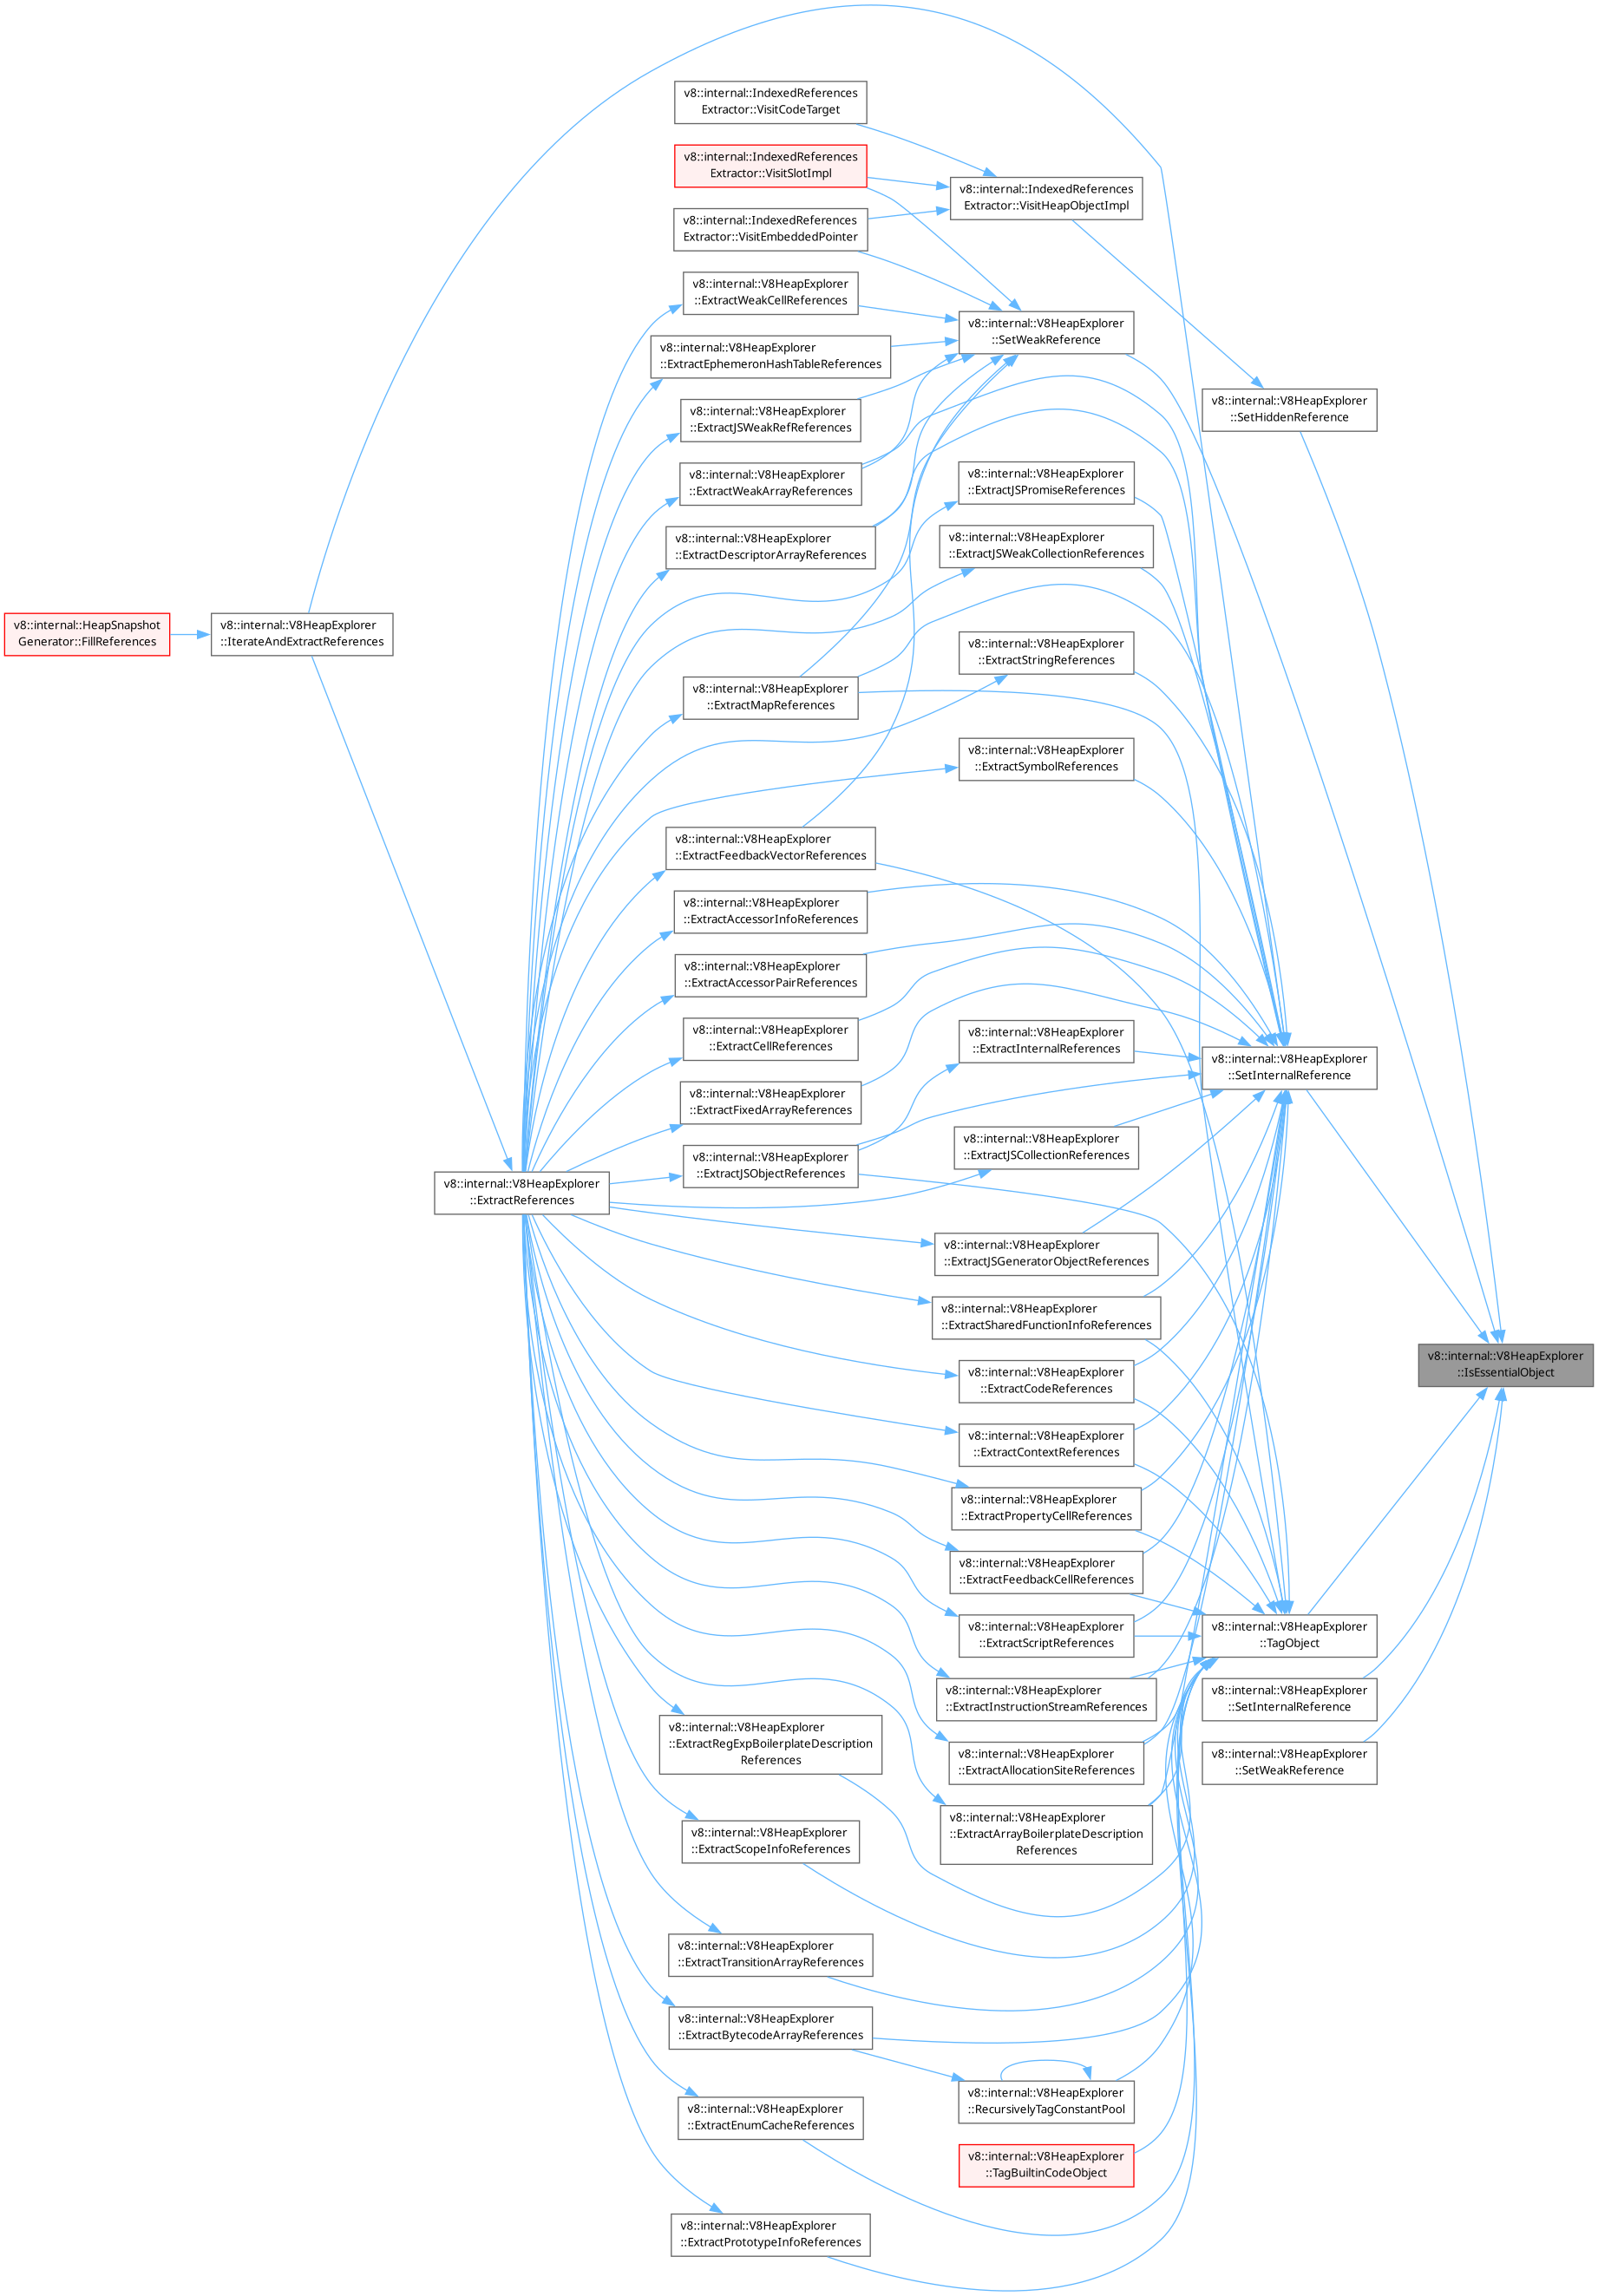 v8::internal::IndexedReferences
Extractor::VisitCodeTarget
v8::internal::IndexedReferences
Extractor::VisitSlotImpl
v8::internal::IndexedReferences
Extractor::VisitHeapObjectImpl
v8::internal::IndexedReferences
Extractor::VisitEmbeddedPointer
v8::internal::V8HeapExplorer
::ExtractWeakCellReferences
v8::internal::V8HeapExplorer
::SetWeakReference
v8::internal::V8HeapExplorer
::ExtractEphemeronHashTableReferences
v8::internal::V8HeapExplorer
::SetHiddenReference
v8::internal::V8HeapExplorer
::ExtractJSWeakRefReferences
v8::internal::V8HeapExplorer
::ExtractWeakArrayReferences
v8::internal::V8HeapExplorer
::ExtractJSPromiseReferences
v8::internal::V8HeapExplorer
::ExtractDescriptorArrayReferences
v8::internal::V8HeapExplorer
::ExtractJSWeakCollectionReferences
v8::internal::HeapSnapshot
Generator::FillReferences
v8::internal::V8HeapExplorer
::IterateAndExtractReferences
v8::internal::V8HeapExplorer
::ExtractStringReferences
v8::internal::V8HeapExplorer
::ExtractMapReferences
v8::internal::V8HeapExplorer
::ExtractSymbolReferences
v8::internal::V8HeapExplorer
::ExtractFeedbackVectorReferences
v8::internal::V8HeapExplorer
::ExtractAccessorInfoReferences
v8::internal::V8HeapExplorer
::ExtractAccessorPairReferences
v8::internal::V8HeapExplorer
::ExtractCellReferences
v8::internal::V8HeapExplorer
::ExtractInternalReferences
v8::internal::V8HeapExplorer
::SetInternalReference
v8::internal::V8HeapExplorer
::ExtractFixedArrayReferences
v8::internal::V8HeapExplorer
::ExtractJSObjectReferences
v8::internal::V8HeapExplorer
::ExtractJSCollectionReferences
v8::internal::V8HeapExplorer
::ExtractReferences
v8::internal::V8HeapExplorer
::ExtractJSGeneratorObjectReferences
v8::internal::V8HeapExplorer
::ExtractSharedFunctionInfoReferences
v8::internal::V8HeapExplorer
::IsEssentialObject
v8::internal::V8HeapExplorer
::ExtractCodeReferences
v8::internal::V8HeapExplorer
::ExtractContextReferences
v8::internal::V8HeapExplorer
::ExtractPropertyCellReferences
v8::internal::V8HeapExplorer
::ExtractFeedbackCellReferences
v8::internal::V8HeapExplorer
::ExtractScriptReferences
v8::internal::V8HeapExplorer
::TagObject
v8::internal::V8HeapExplorer
::ExtractInstructionStreamReferences
v8::internal::V8HeapExplorer
::SetInternalReference
v8::internal::V8HeapExplorer
::ExtractRegExpBoilerplateDescription
References
v8::internal::V8HeapExplorer
::ExtractAllocationSiteReferences
v8::internal::V8HeapExplorer
::SetWeakReference
v8::internal::V8HeapExplorer
::ExtractScopeInfoReferences
v8::internal::V8HeapExplorer
::ExtractArrayBoilerplateDescription
References
v8::internal::V8HeapExplorer
::ExtractTransitionArrayReferences
v8::internal::V8HeapExplorer
::ExtractBytecodeArrayReferences
v8::internal::V8HeapExplorer
::RecursivelyTagConstantPool
v8::internal::V8HeapExplorer
::ExtractEnumCacheReferences
v8::internal::V8HeapExplorer
::TagBuiltinCodeObject
v8::internal::V8HeapExplorer
::ExtractPrototypeInfoReferences